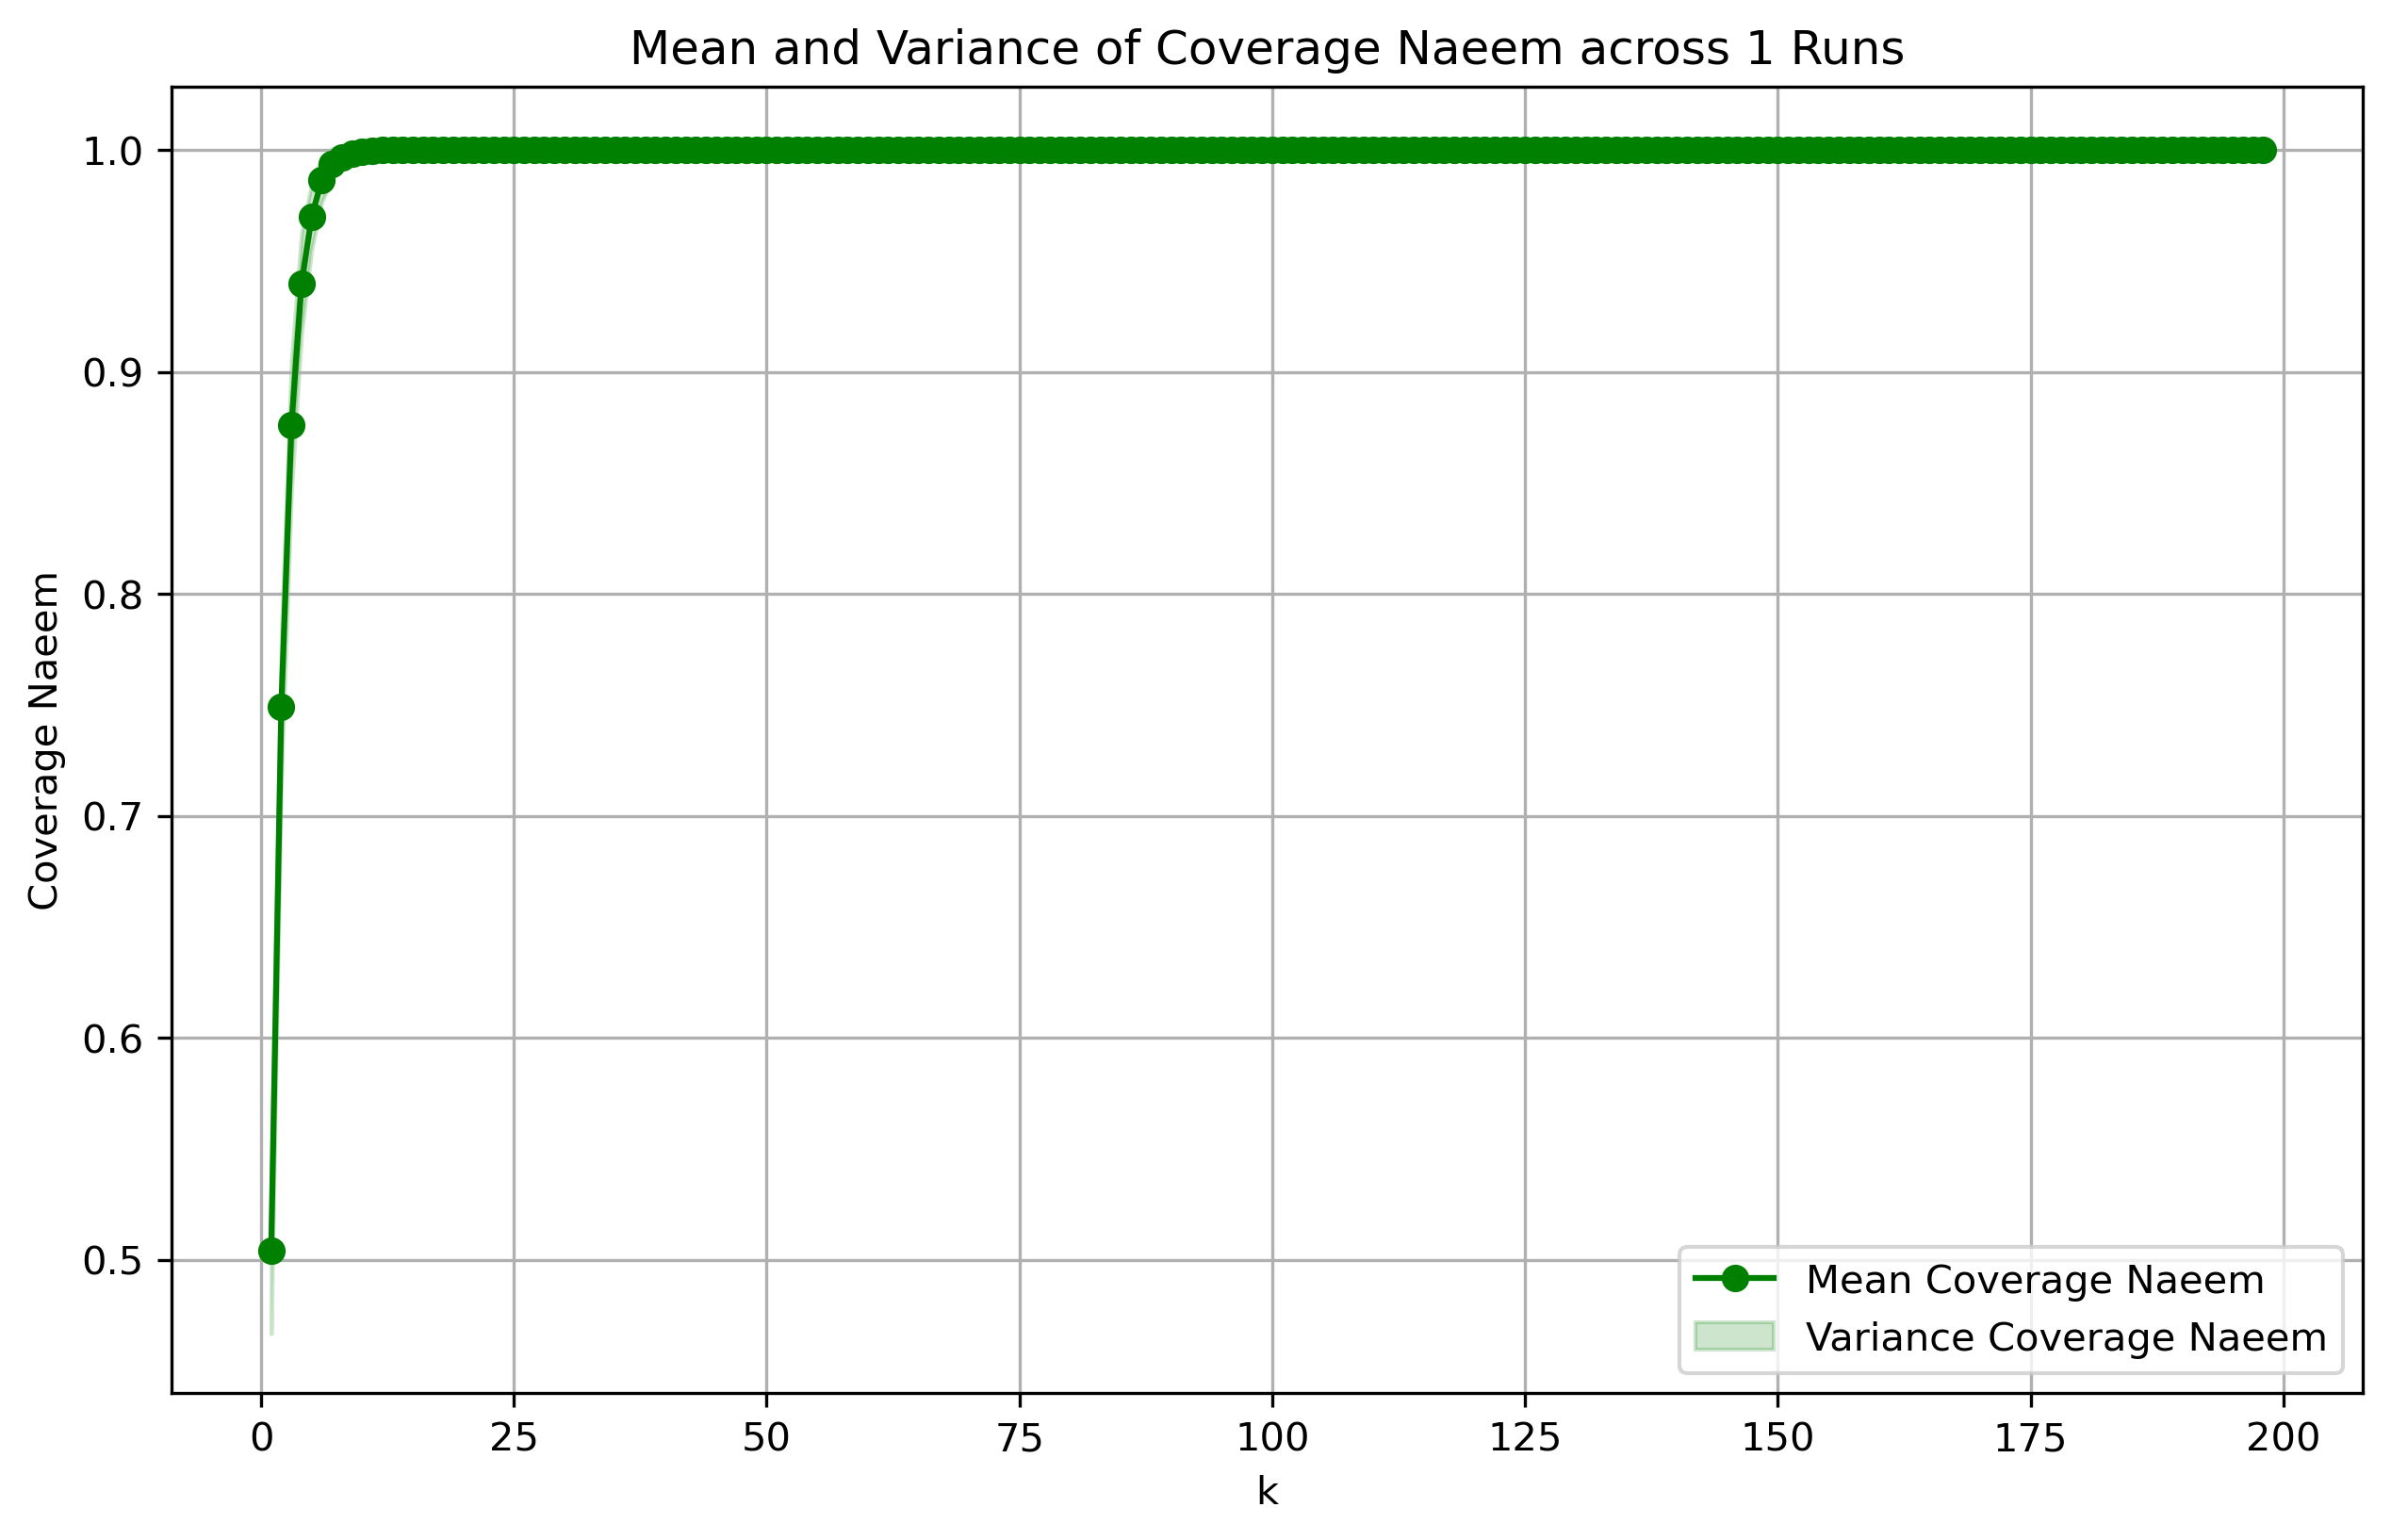 Mean and Variance of Coverage Naeem across 1 Runs
Coverage Naeem
1.0
0.9
0.8
0.7
0.6
0.5
0 25 50 75 100 125 150 175 200
k
Mean Coverage Naeem
Variance Coverage Naeem